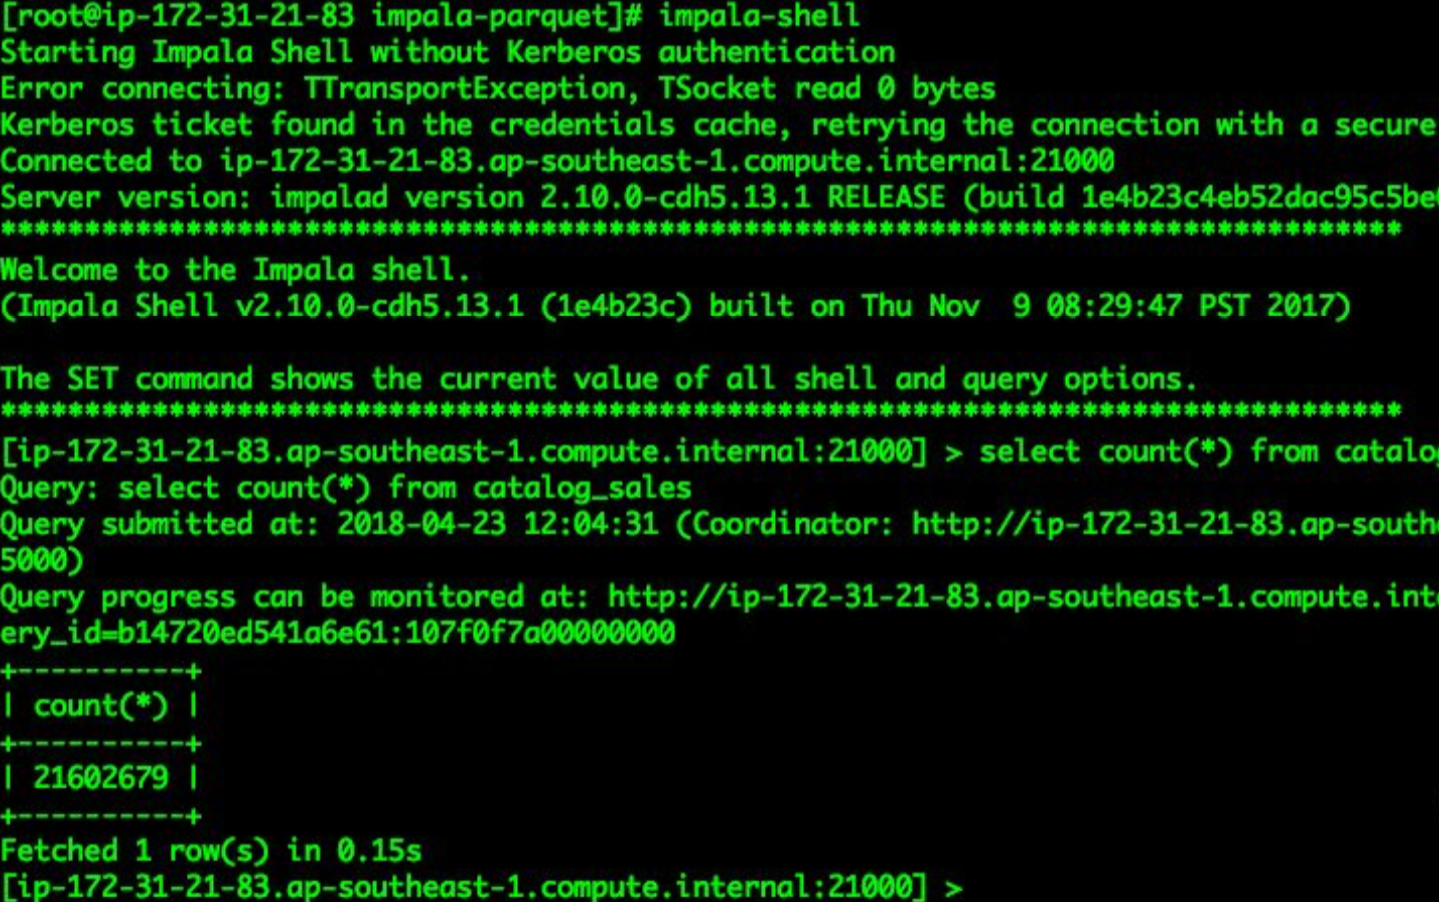 [root@ip-172-31-21-83 impala-parquet]# impala-shell
Starting Impala Shell without Kerberos authentication
Error connecting: TTransportException, TSocket read 0 bytes
Kerberos ticket found in the credentials cache, retrying the connection with a secure
Connected to ip-172-31-21-83.ap-southeast-1.compute.internal:21000
Server version: impalad version 2.10.0-cdh5.13.1 RELEASE (build 1e4b23c4eb52dac95c5be
***********************************************************************************
Welcome to the Impala shell.
(Impala Shell v2.10.0-cdh5.13.1 (1e4b23c) built on Thu Nov  9 08:29:47 PST 2017)

The SET command shows the current value of all shell and query options.
***********************************************************************************
[ip-172-31-21-83.ap-southeast-1.compute.internal:21000] > select count(*) from catalo
Query: select count(*) from catalog_sales
Query submitted at: 2018-04-23 12:04:31 (Coordinator: http://ip-172-31-21-83.ap-south
5000)
Query progress can be monitored at: http://ip-172-31-21-83.ap-southeast-1.compute.int
ery_id=b14720ed541a6e61:107f0f7a00000000
+----------+
| count(*) |
+----------+
| 21602679 |
+----------+
Fetched 1 row(s) in 0.15s
[ip-172-31-21-83.ap-southeast-1.compute.internal:21000] >